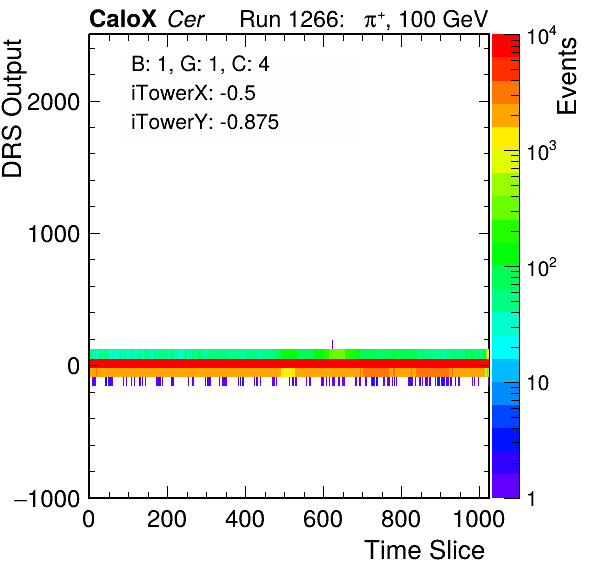 CaloX Cer Run 1266: π⁺, 100 GeV
B: 1, G: 1, C: 4
iTowerX: -0.5
iTowerY: -0.875
DRS Output
2000
1000
0
−1000
0 200 400 600 800 1000
Time Slice
Events
10⁴
10³
10²
10
1